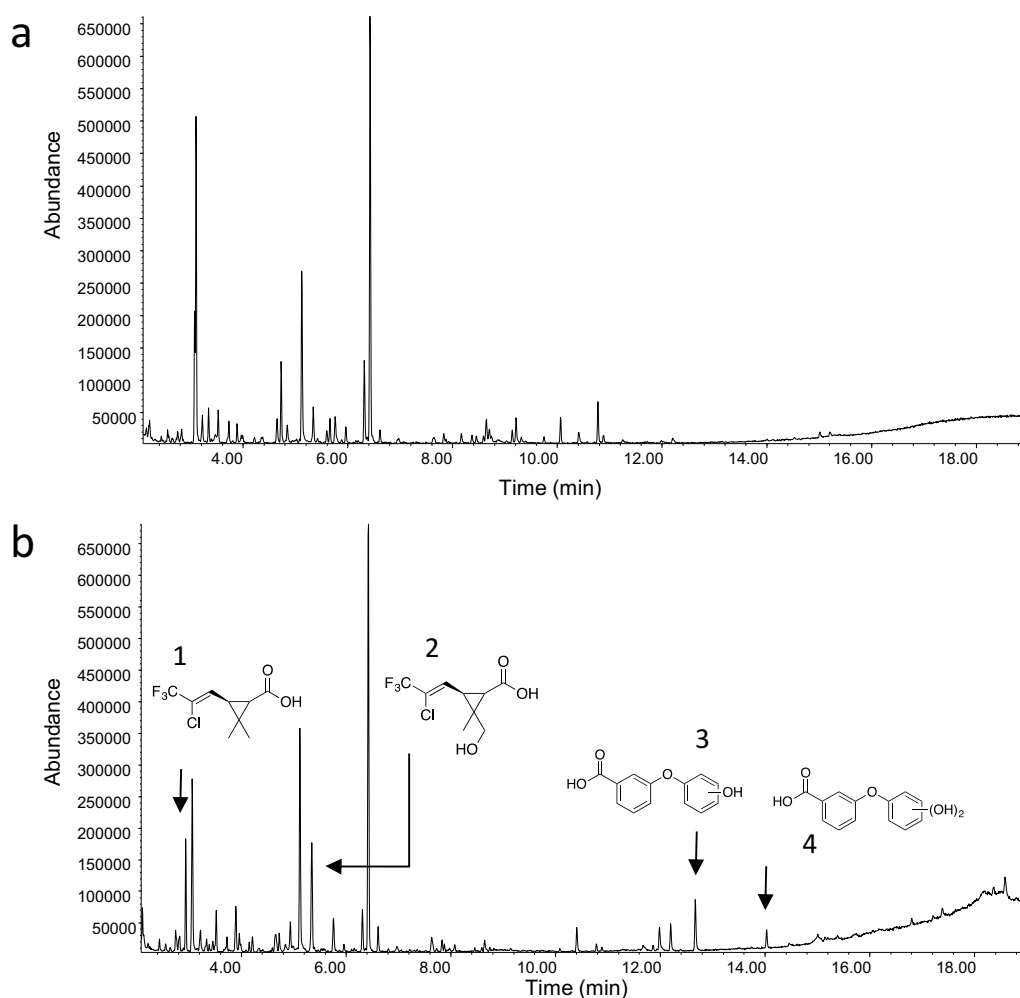 a
650000
600000
550000
500000
450000
400000
350000
300000
250000
200000
150000
100000
50000
Abundance
4.00 6.00 8.00 10.00 12.00 14.00 16.00 18.00
Time (min)
b
650000
600000
550000
500000
450000
400000
350000
300000
250000
200000
150000
100000
50000
Abundance
1
F3C
Cl
O
OH
2
F3C
Cl
O
OH
HO
3
O
HO
O
OH
4
O
HO
O
(OH)2
4.00 6.00 8.00 10.00 12.00 14.00 16.00 18.00
Time (min)